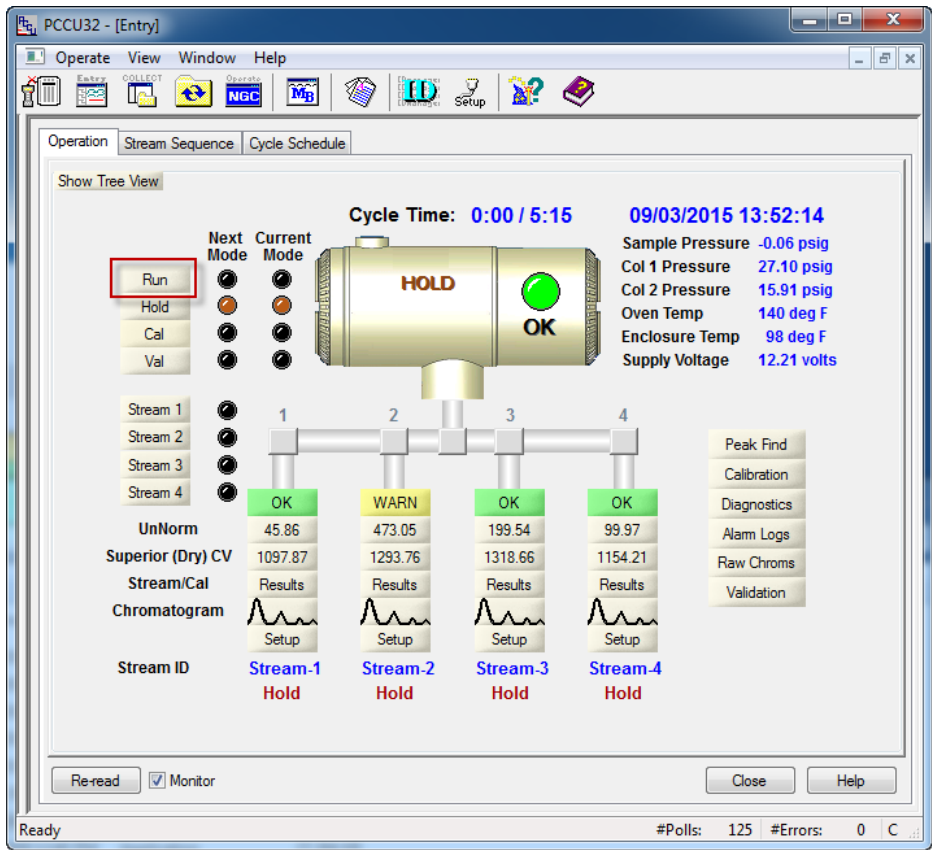 PCCU32 - [Entry]
Operate View Window Help
Entry COLLECT Operate NGC MB ID Manager Setup
Operation Stream Sequence Cycle Schedule
Show Tree View
Cycle Time: 0:00 / 5:15 09/03/2015 13:52:14
Next Mode Current Mode
Sample Pressure -0.06 psig
Col 1 Pressure 27.10 psig
Col 2 Pressure 15.91 psig
Oven Temp 140 deg F
Enclosure Temp 98 deg F
Supply Voltage 12.21 volts
Run
Hold
Cal
Val
HOLD
OK
Stream 1
Stream 2
Stream 3
Stream 4
1 2 3 4
OK WARN OK OK
UnNorm 45.86 473.05 199.54 99.97
Superior (Dry) CV 1097.87 1293.76 1318.66 1154.21
Stream/Cal Results Results Results Results
Chromatogram
Setup Setup Setup Setup
Stream ID Stream-1 Stream-2 Stream-3 Stream-4
Hold Hold Hold Hold
Peak Find
Calibration
Diagnostics
Alarm Logs
Raw Chroms
Validation
Re-read Monitor Close Help
Ready #Polls: 125 #Errors: 0 C